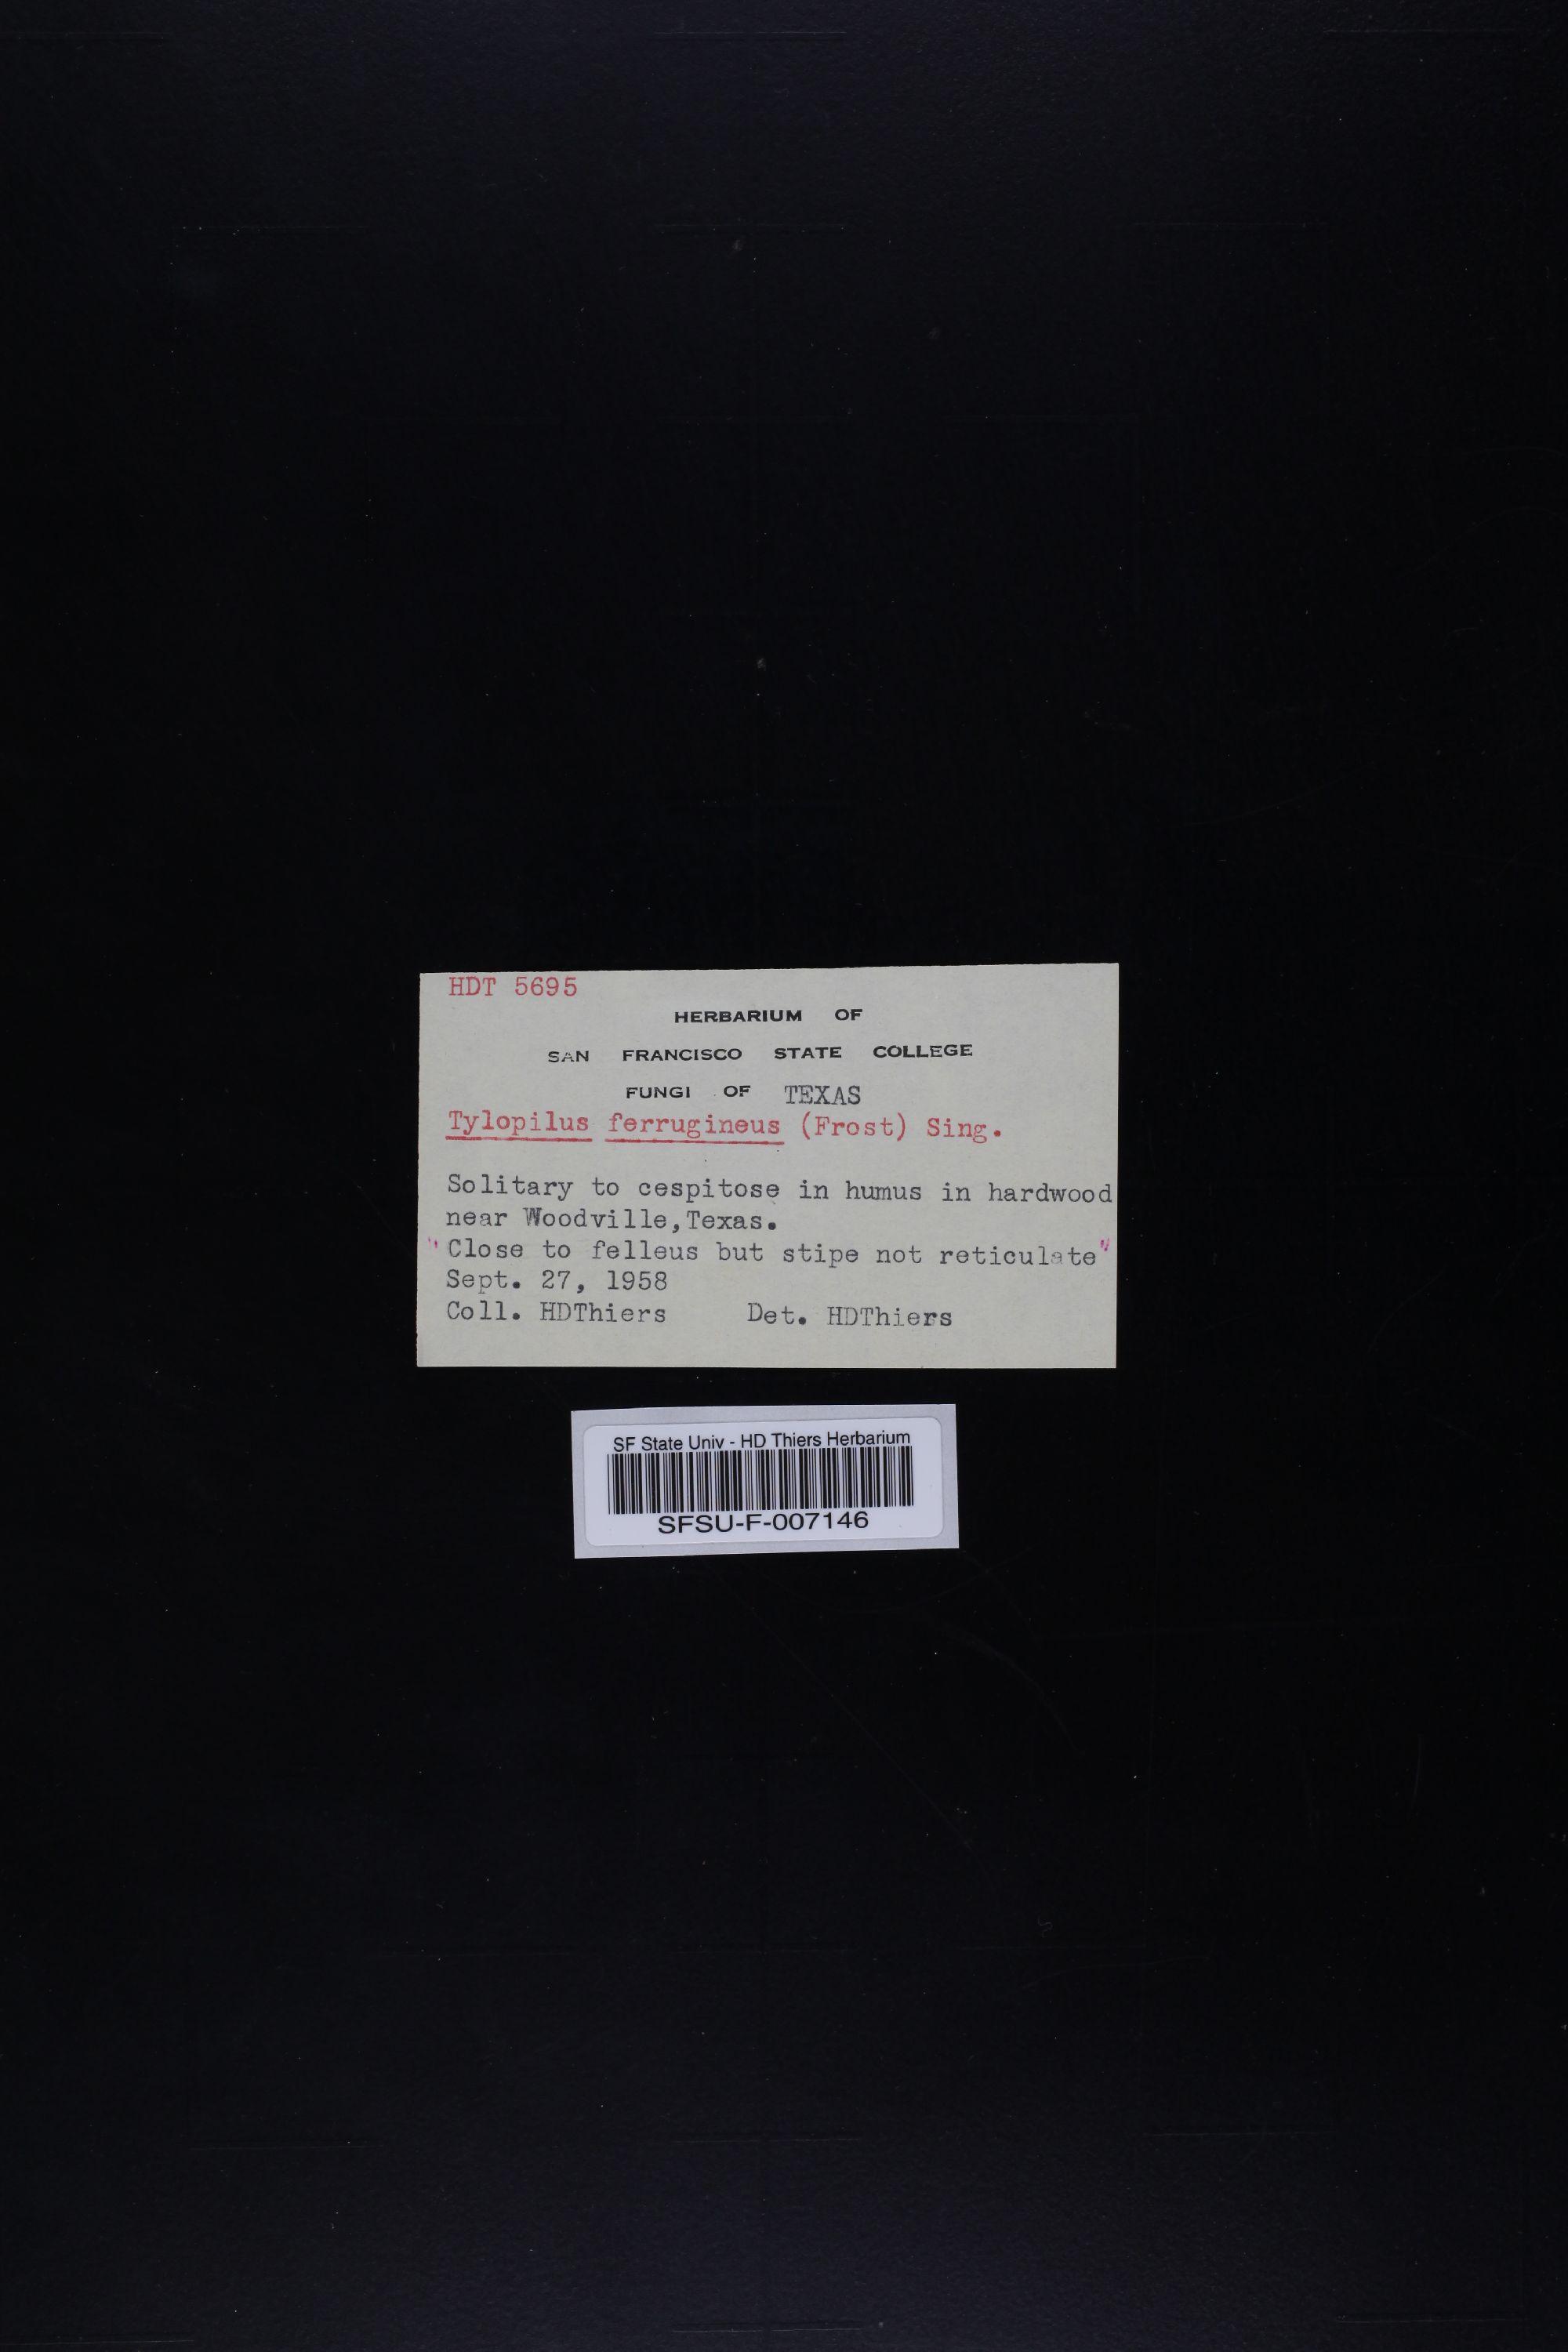 HDT 5695
HERBARIUM OF
SAN FRANCISCO STATE COLLEGE
FUNGI OF TEXAS
Tylopilus ferrugineus (Frost) Sing.
Solitary to cespitose in humus in hardwood
near Woodville,Texas.
"Close to felleus but stipe not reticulate"
Sept. 27, 1958
Coll. HDThiers Det. HDThiers
SF State Univ - HD Thiers Herbarium
SFSU-F-007146